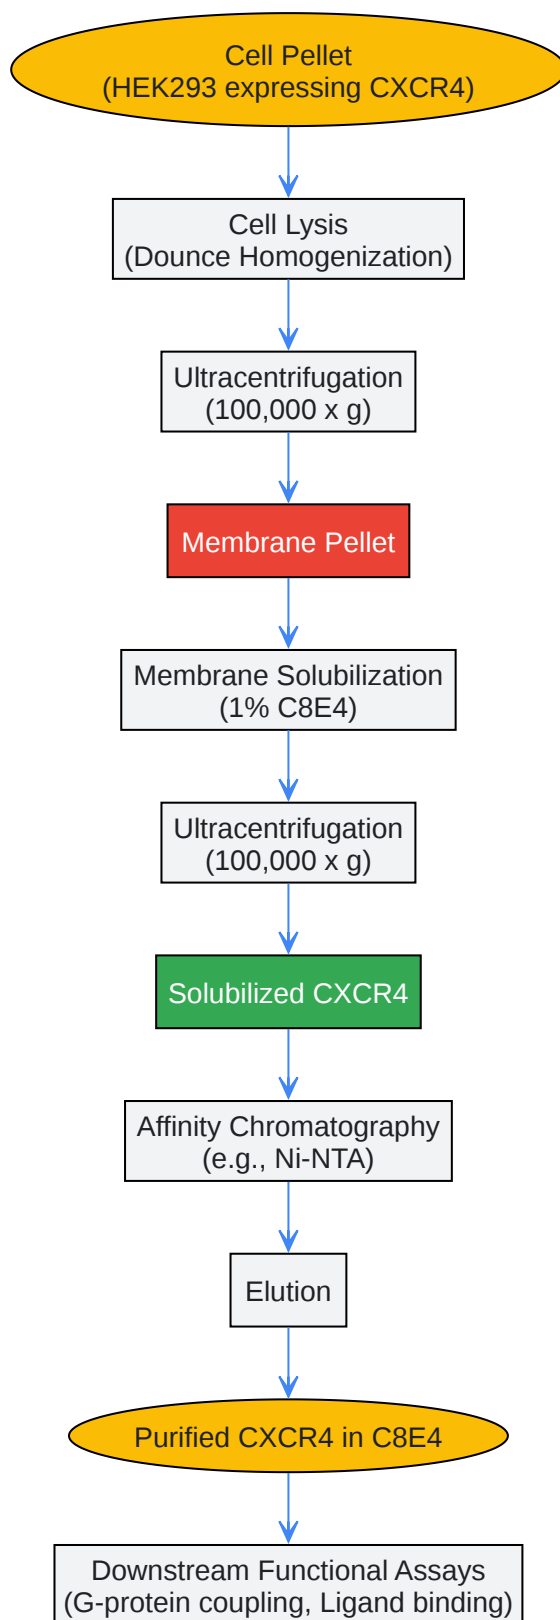 Cell Pellet
(HEK293 expressing CXCR4)
Cell Lysis
(Dounce Homogenization)
Ultracentrifugation
(100,000 x g)
Membrane Pellet
Membrane Solubilization
(1% C8E4)
Ultracentrifugation
(100,000 x g)
Solubilized CXCR4
Affinity Chromatography
(e.g., Ni-NTA)
Elution
Purified CXCR4 in C8E4
Downstream Functional Assays
(G-protein coupling, Ligand binding)